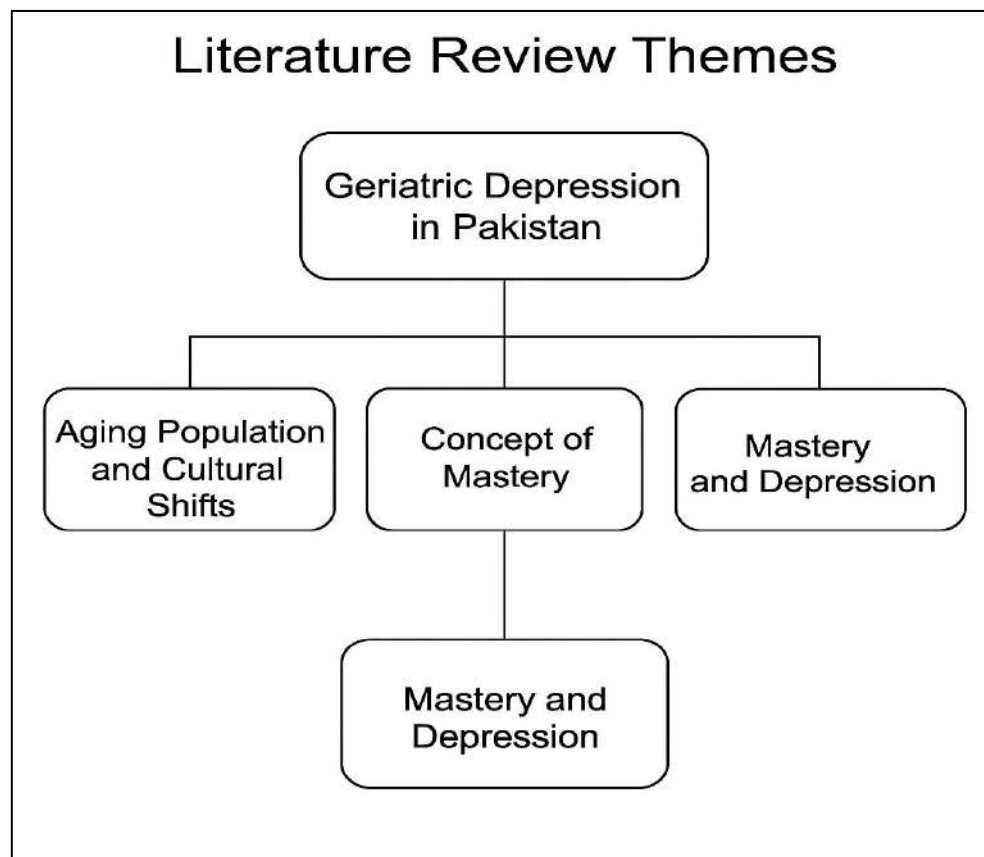 Literature Review Themes
Geriatric Depression
in Pakistan
Aging Population
and Cultural
Shifts
Concept of
Mastery
Mastery
and Depression
Mastery and
Depression